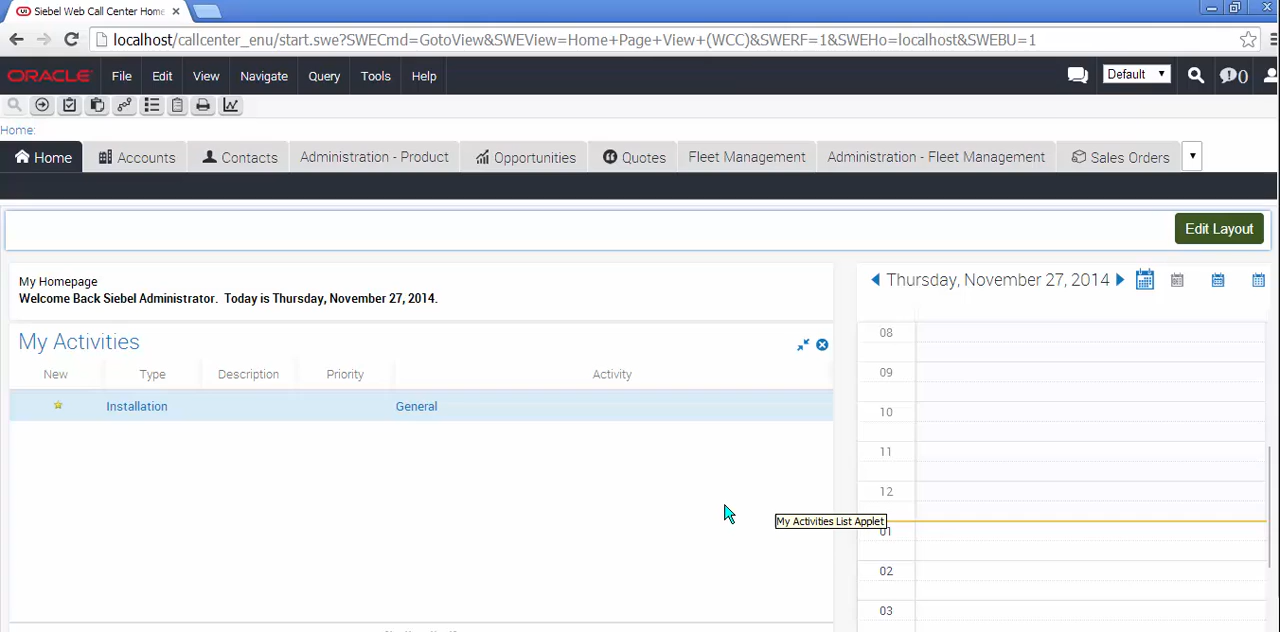 Siebel Web Call Center Home
localhost/callcenter_enu/start.swe?SWECmd=GotoView&SWEView=Home+Page+View+(WCC)&SWERF=1&SWEHo=localhost&SWEBU=1
ORACLE File Edit View Navigate Query Tools Help Default 0
Home:
Home Accounts Contacts Administration - Product Opportunities Quotes Fleet Management Administration - Fleet Management Sales Orders
Edit Layout
My Homepage
Welcome Back Siebel Administrator. Today is Thursday, November 27, 2014.
Thursday, November 27, 2014
My Activities
New Type Description Priority Activity
Installation General
08
09
10
11
12
My Activities List Applet
01
02
03